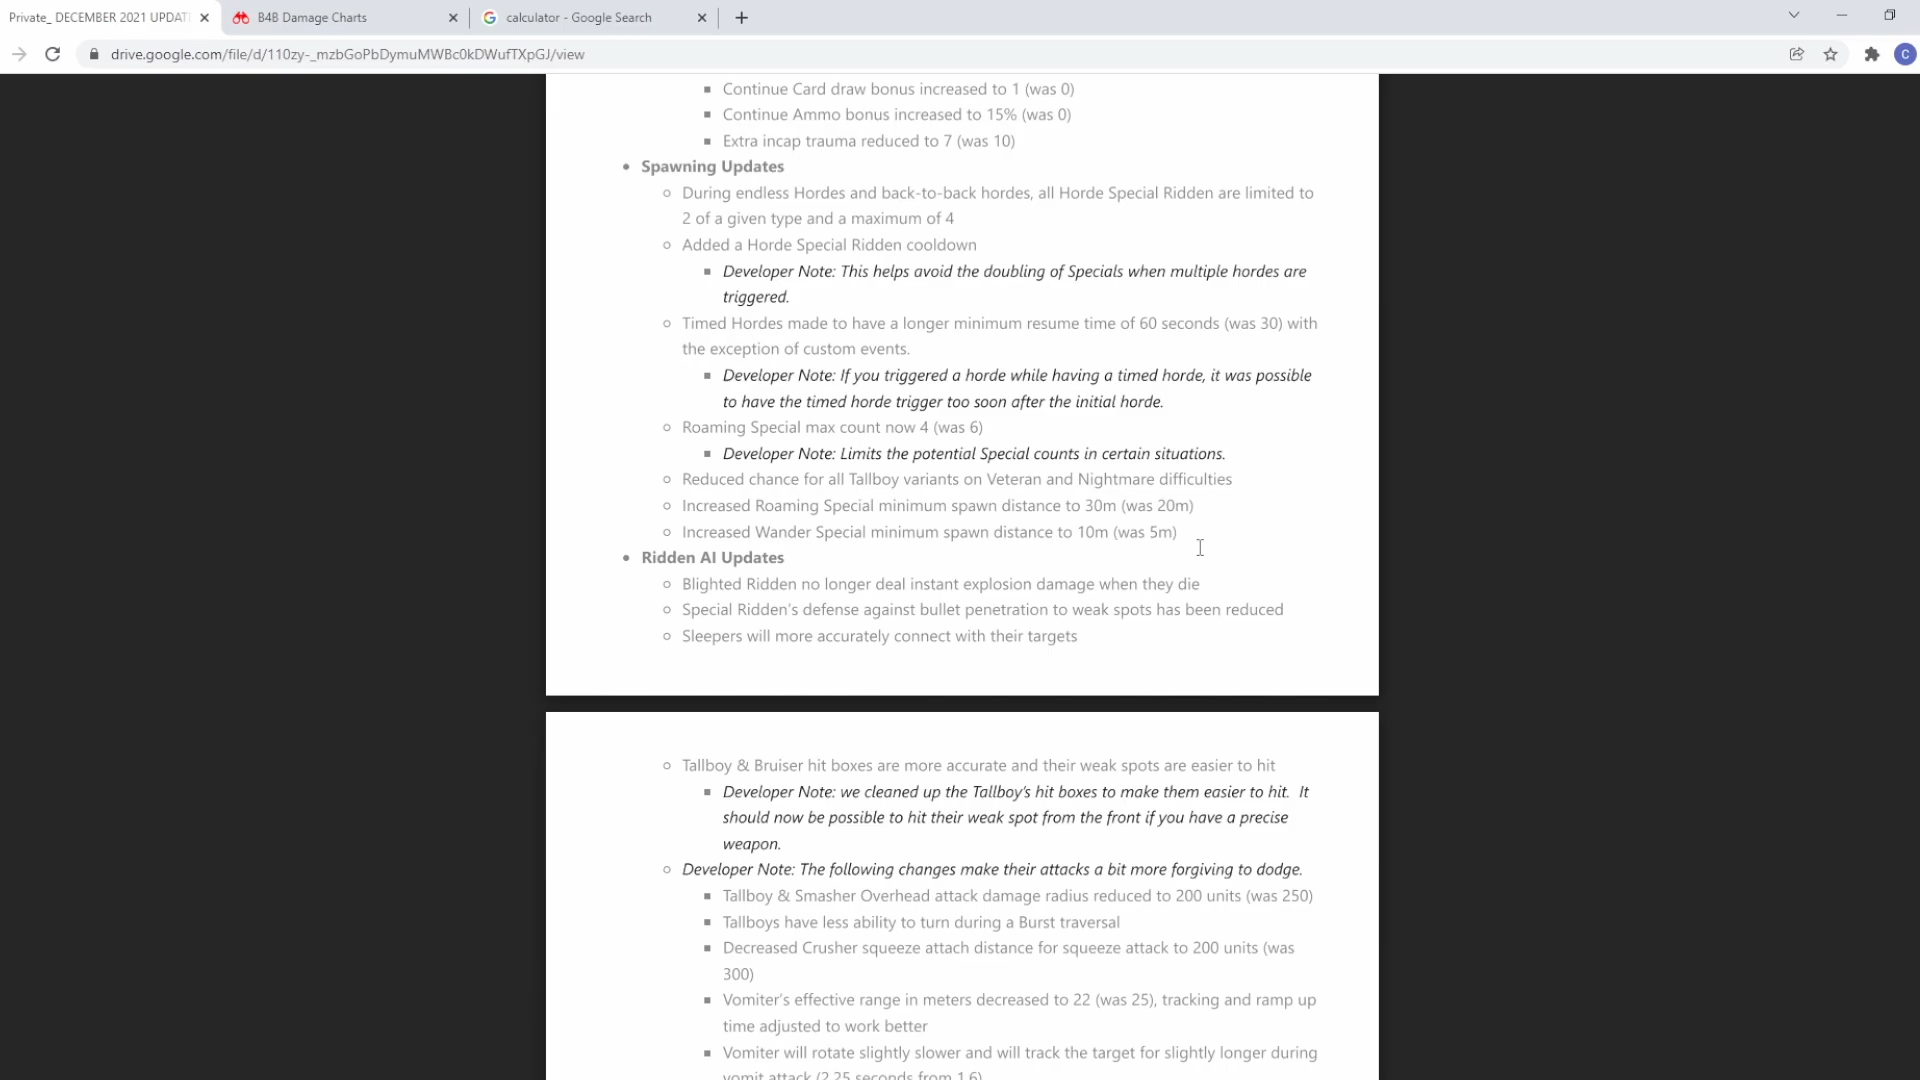 Private_ DECEMBER 2021 UPDAT
B4B Damage Charts
calculator - Google Search
drive.google.com/file/d/110zy-_mzbGoPbDymuMWBc0kDWufTXpGJ/view
C
Continue Card draw bonus increased to 1 (was 0)
Continue Ammo bonus increased to 15% (was 0)
Extra incap trauma reduced to 7 (was 10)
Spawning Updates
During endless Hordes and back-to-back hordes, all Horde Special Ridden are limited to
2 of a given type and a maximum of 4
Added a Horde Special Ridden cooldown
Developer Note: This helps avoid the doubling of Specials when multiple hordes are
triggered.
Timed Hordes made to have a longer minimum resume time of 60 seconds (was 30) with
the exception of custom events.
Developer Note: If you triggered a horde while having a timed horde, it was possible
to have the timed horde trigger too soon after the initial horde.
Roaming Special max count now 4 (was 6)
Developer Note: Limits the potential Special counts in certain situations.
Reduced chance for all Tallboy variants on Veteran and Nightmare difficulties
Increased Roaming Special minimum spawn distance to 30m (was 20m)
Increased Wander Special minimum spawn distance to 10m (was 5m)
Ridden AI Updates
Blighted Ridden no longer deal instant explosion damage when they die
Special Ridden's defense against bullet penetration to weak spots has been reduced
Sleepers will more accurately connect with their targets
Tallboy & Bruiser hit boxes are more accurate and their weak spots are easier to hit
Developer Note: we cleaned up the Tallboy's hit boxes to make them easier to hit. It
should now be possible to hit their weak spot from the front if you have a precise
weapon.
Developer Note: The following changes make their attacks a bit more forgiving to dodge.
Tallboy & Smasher Overhead attack damage radius reduced to 200 units (was 250)
Tallboys have less ability to turn during a Burst traversal
Decreased Crusher squeeze attach distance for squeeze attack to 200 units (was
300)
Vomiter's effective range in meters decreased to 22 (was 25), tracking and ramp up
time adjusted to work better
Vomiter will rotate slightly slower and will track the target for slightly longer during
vomit attack (2.25 seconds from 1.6)